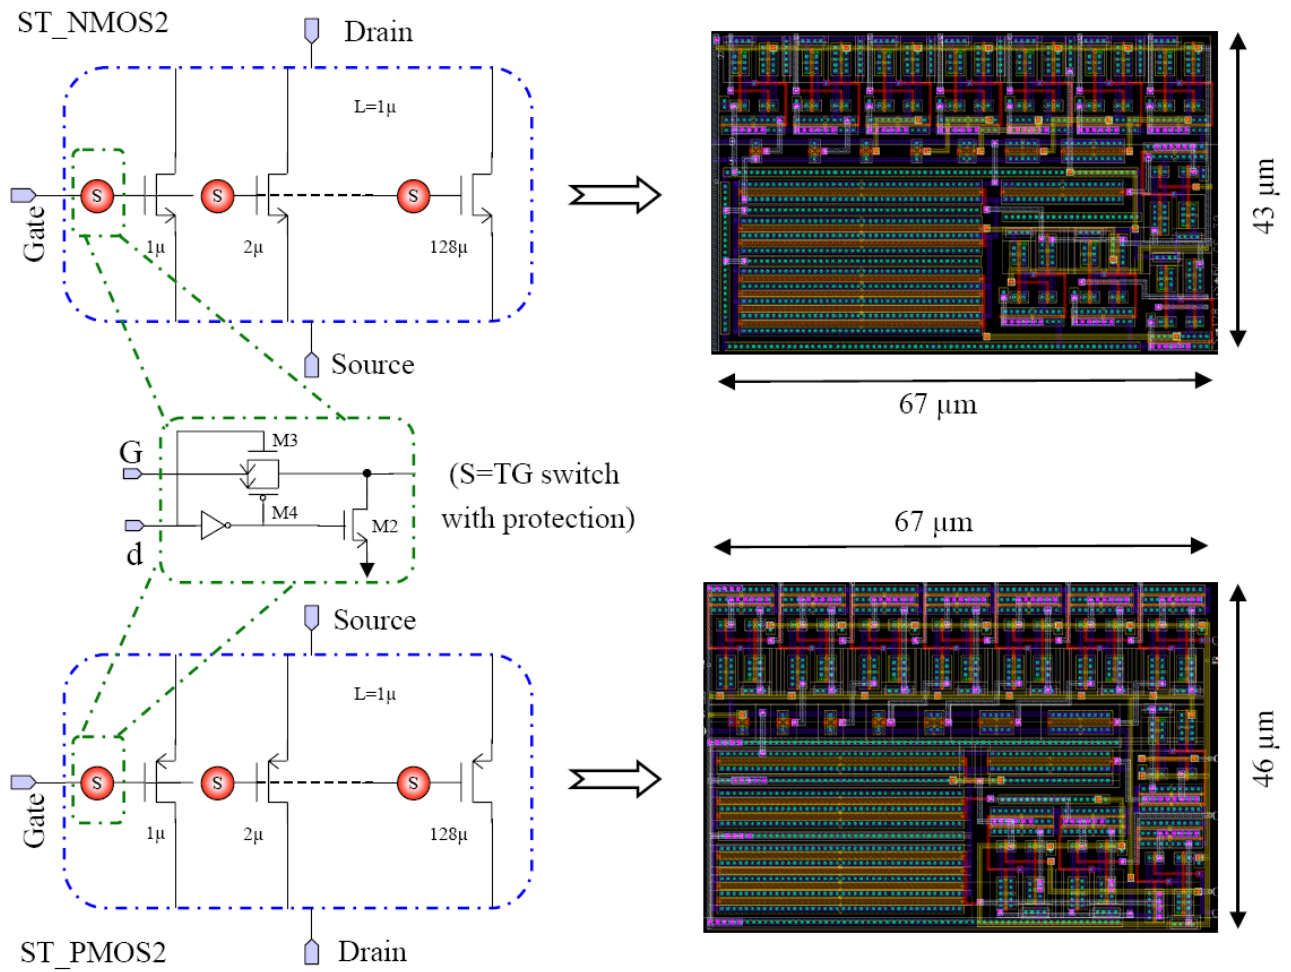 ST_NMOS2
Drain
L=1µ
S
S
S
Gate
1µ
2µ
128µ
Source
43 µm
67 µm
G
M3
M4
M2
d
(S=TG switch
with protection)
67 µm
Source
L=1µ
S
S
S
Gate
1µ
2µ
128µ
46 µm
ST_PMOS2
Drain